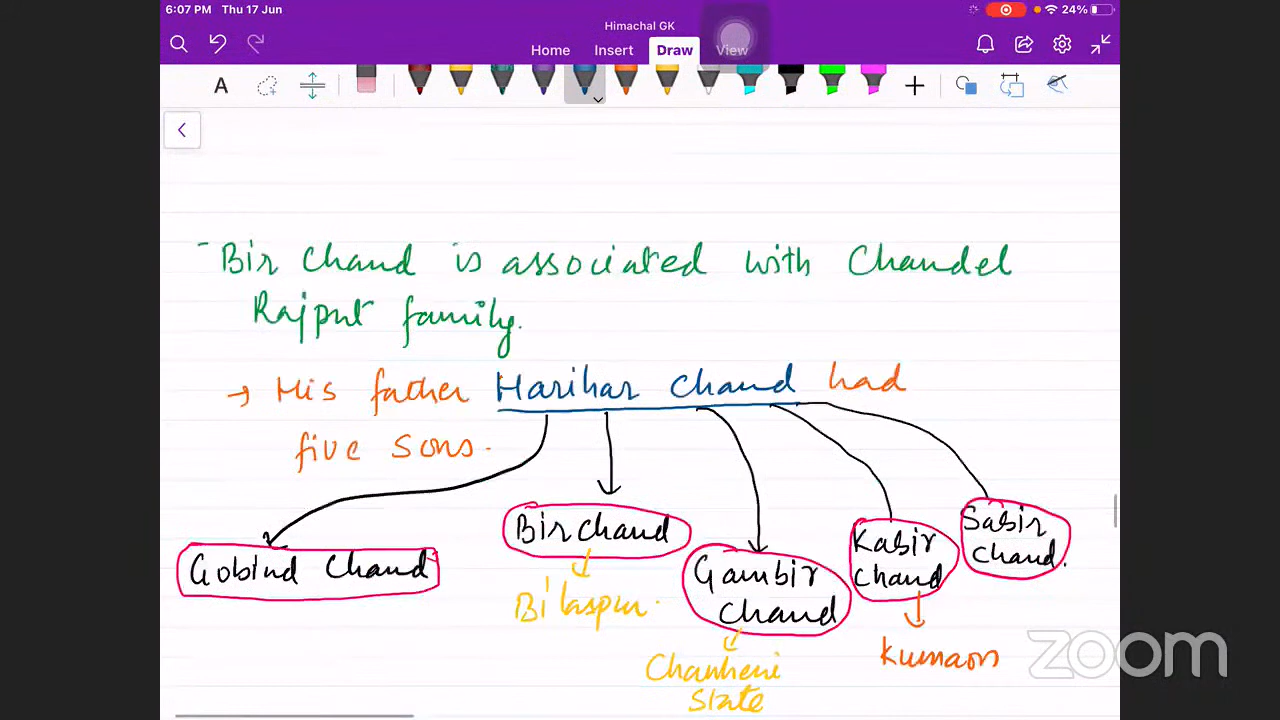 6:07 PM Thu 17 Jun
24%
Himachal GK
Home Insert Draw View
A
Bir Chand is associated with Chandel
Rajput family.
→ His father Harihar Chand had
five sons.
Gobind Chand
Bir chand
Gambir
chand
Kabir
chand
Sabir
chand.
Bilaspur.
Chanheni
State
Kumaon
zoom